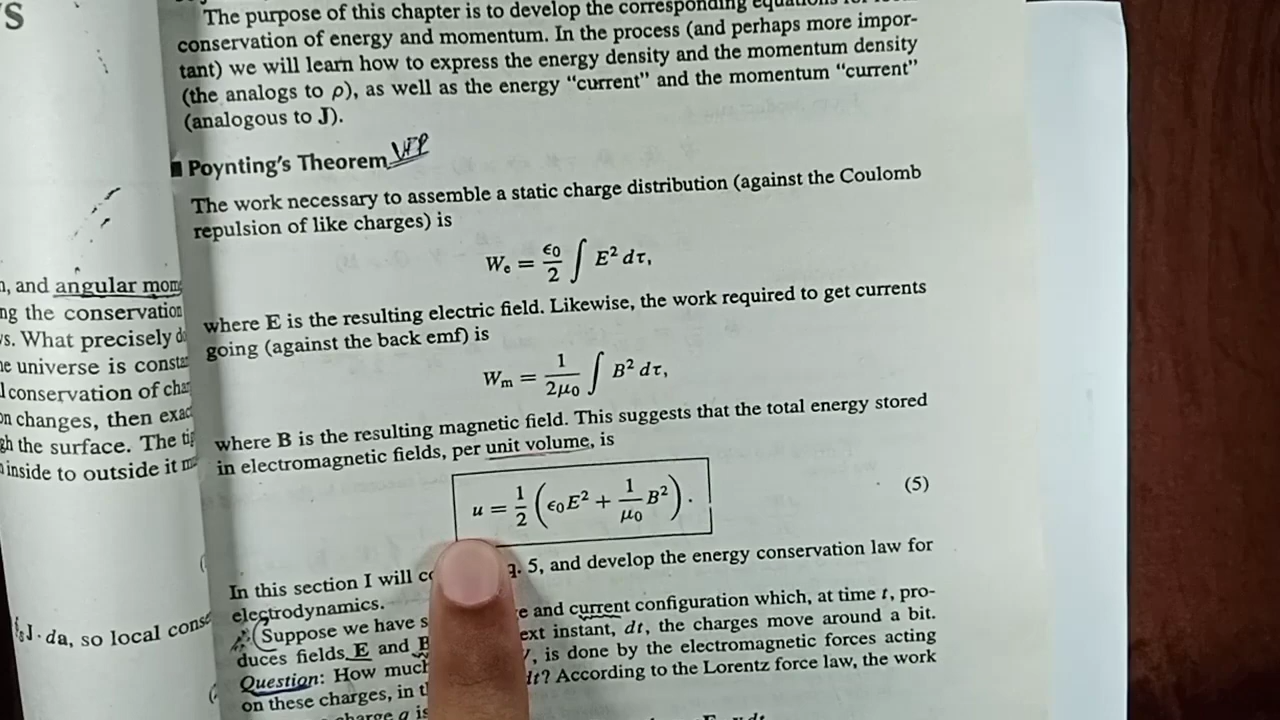 S
The purpose of this chapter is to develop the corresponding equations for
conservation of energy and momentum. In the process (and perhaps more impor-
tant) we will learn how to express the energy density and the momentum density
(the analogs to ρ), as well as the energy “current” and the momentum “current”
(analogous to J).
■ Poynting’s Theorem VIP
The work necessary to assemble a static charge distribution (against the Coulomb
repulsion of like charges) is
Wₑ = ϵ₀/2 ∫ E² dτ,
where E is the resulting electric field. Likewise, the work required to get currents
going (against the back emf) is
Wₘ = 1/2μ₀ ∫ B² dτ,
where B is the resulting magnetic field. This suggests that the total energy stored
in electromagnetic fields, per unit volume, is
u = 1/2 (ϵ₀E² + 1/μ₀ B²). (5)
In this section I will q. 5, and develop the energy conservation law for
electrodynamics.
Suppose we have e and current configuration which, at time t, pro-
duces fields E and B ext instant, dt, the charges move around a bit.
Question: How much is done by the electromagnetic forces acting
on these charges, in dt? According to the Lorentz force law, the work
charge q is
, and angular mom
ng the conservation
s. What precisely
e universe is const
conservation of cha
on changes, then exac
gh the surface. The
inside to outside it
J · da, so local conse